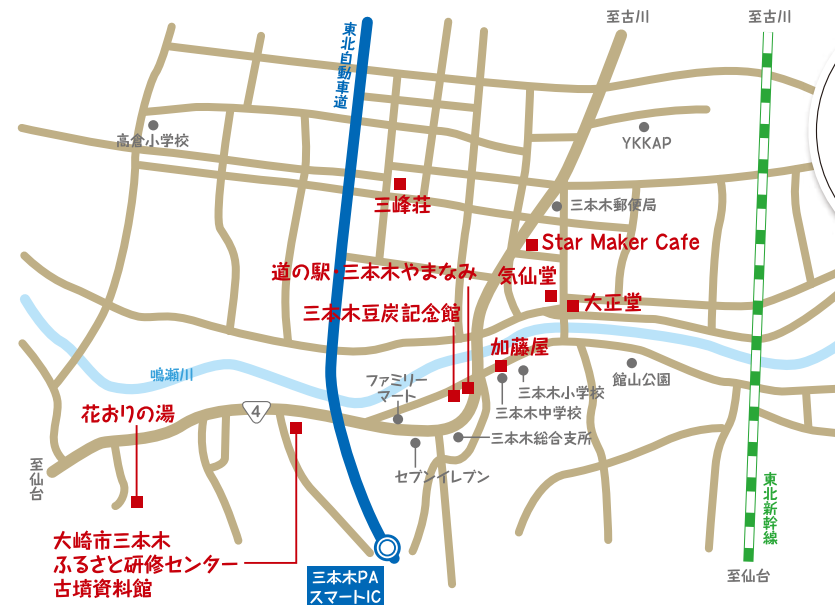 至古川
至古川
東北自動車道
高倉小学校
YKKAP
三峰荘
三本木郵便局
Star Maker Cafe
道の駅・三本木やまなみ
気仙堂
三本木豆炭記念館
大正堂
加藤屋
鳴瀬川
ファミリー
マート
館山公園
三本木小学校
花おりの湯
4
三本木中学校
三本木総合支所
至仙台
セブンイレブン
東北新幹線
大崎市三本木
ふるさと研修センター
古墳資料館
三本木PA
スマートIC
至仙台